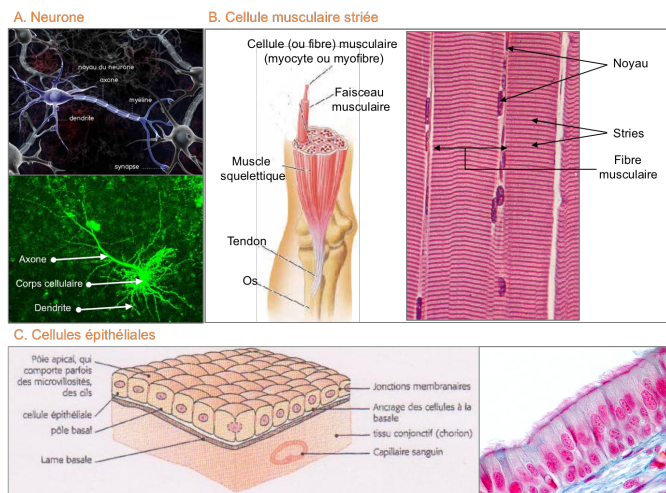 A. Neurone
noyau du neurone
axone
myéline
dendrite
synapse
Axone
Corps cellulaire
Dendrite
B. Cellule musculaire striée
Cellule (ou fibre) musculaire
(myocyte ou myofibre)
Faisceau
musculaire
Muscle
squelettique
Tendon
Os
Noyau
Stries
Fibre
musculaire
C. Cellules épithéliales
Pôle apical, qui
comporte parfois
des microvillosités,
des cils
cellule épithéliale
pôle basal
Lame basale
Jonctions membranaires
Ancrage des cellules à la
basale
tissu conjonctif (chorion)
Capillaire sanguin